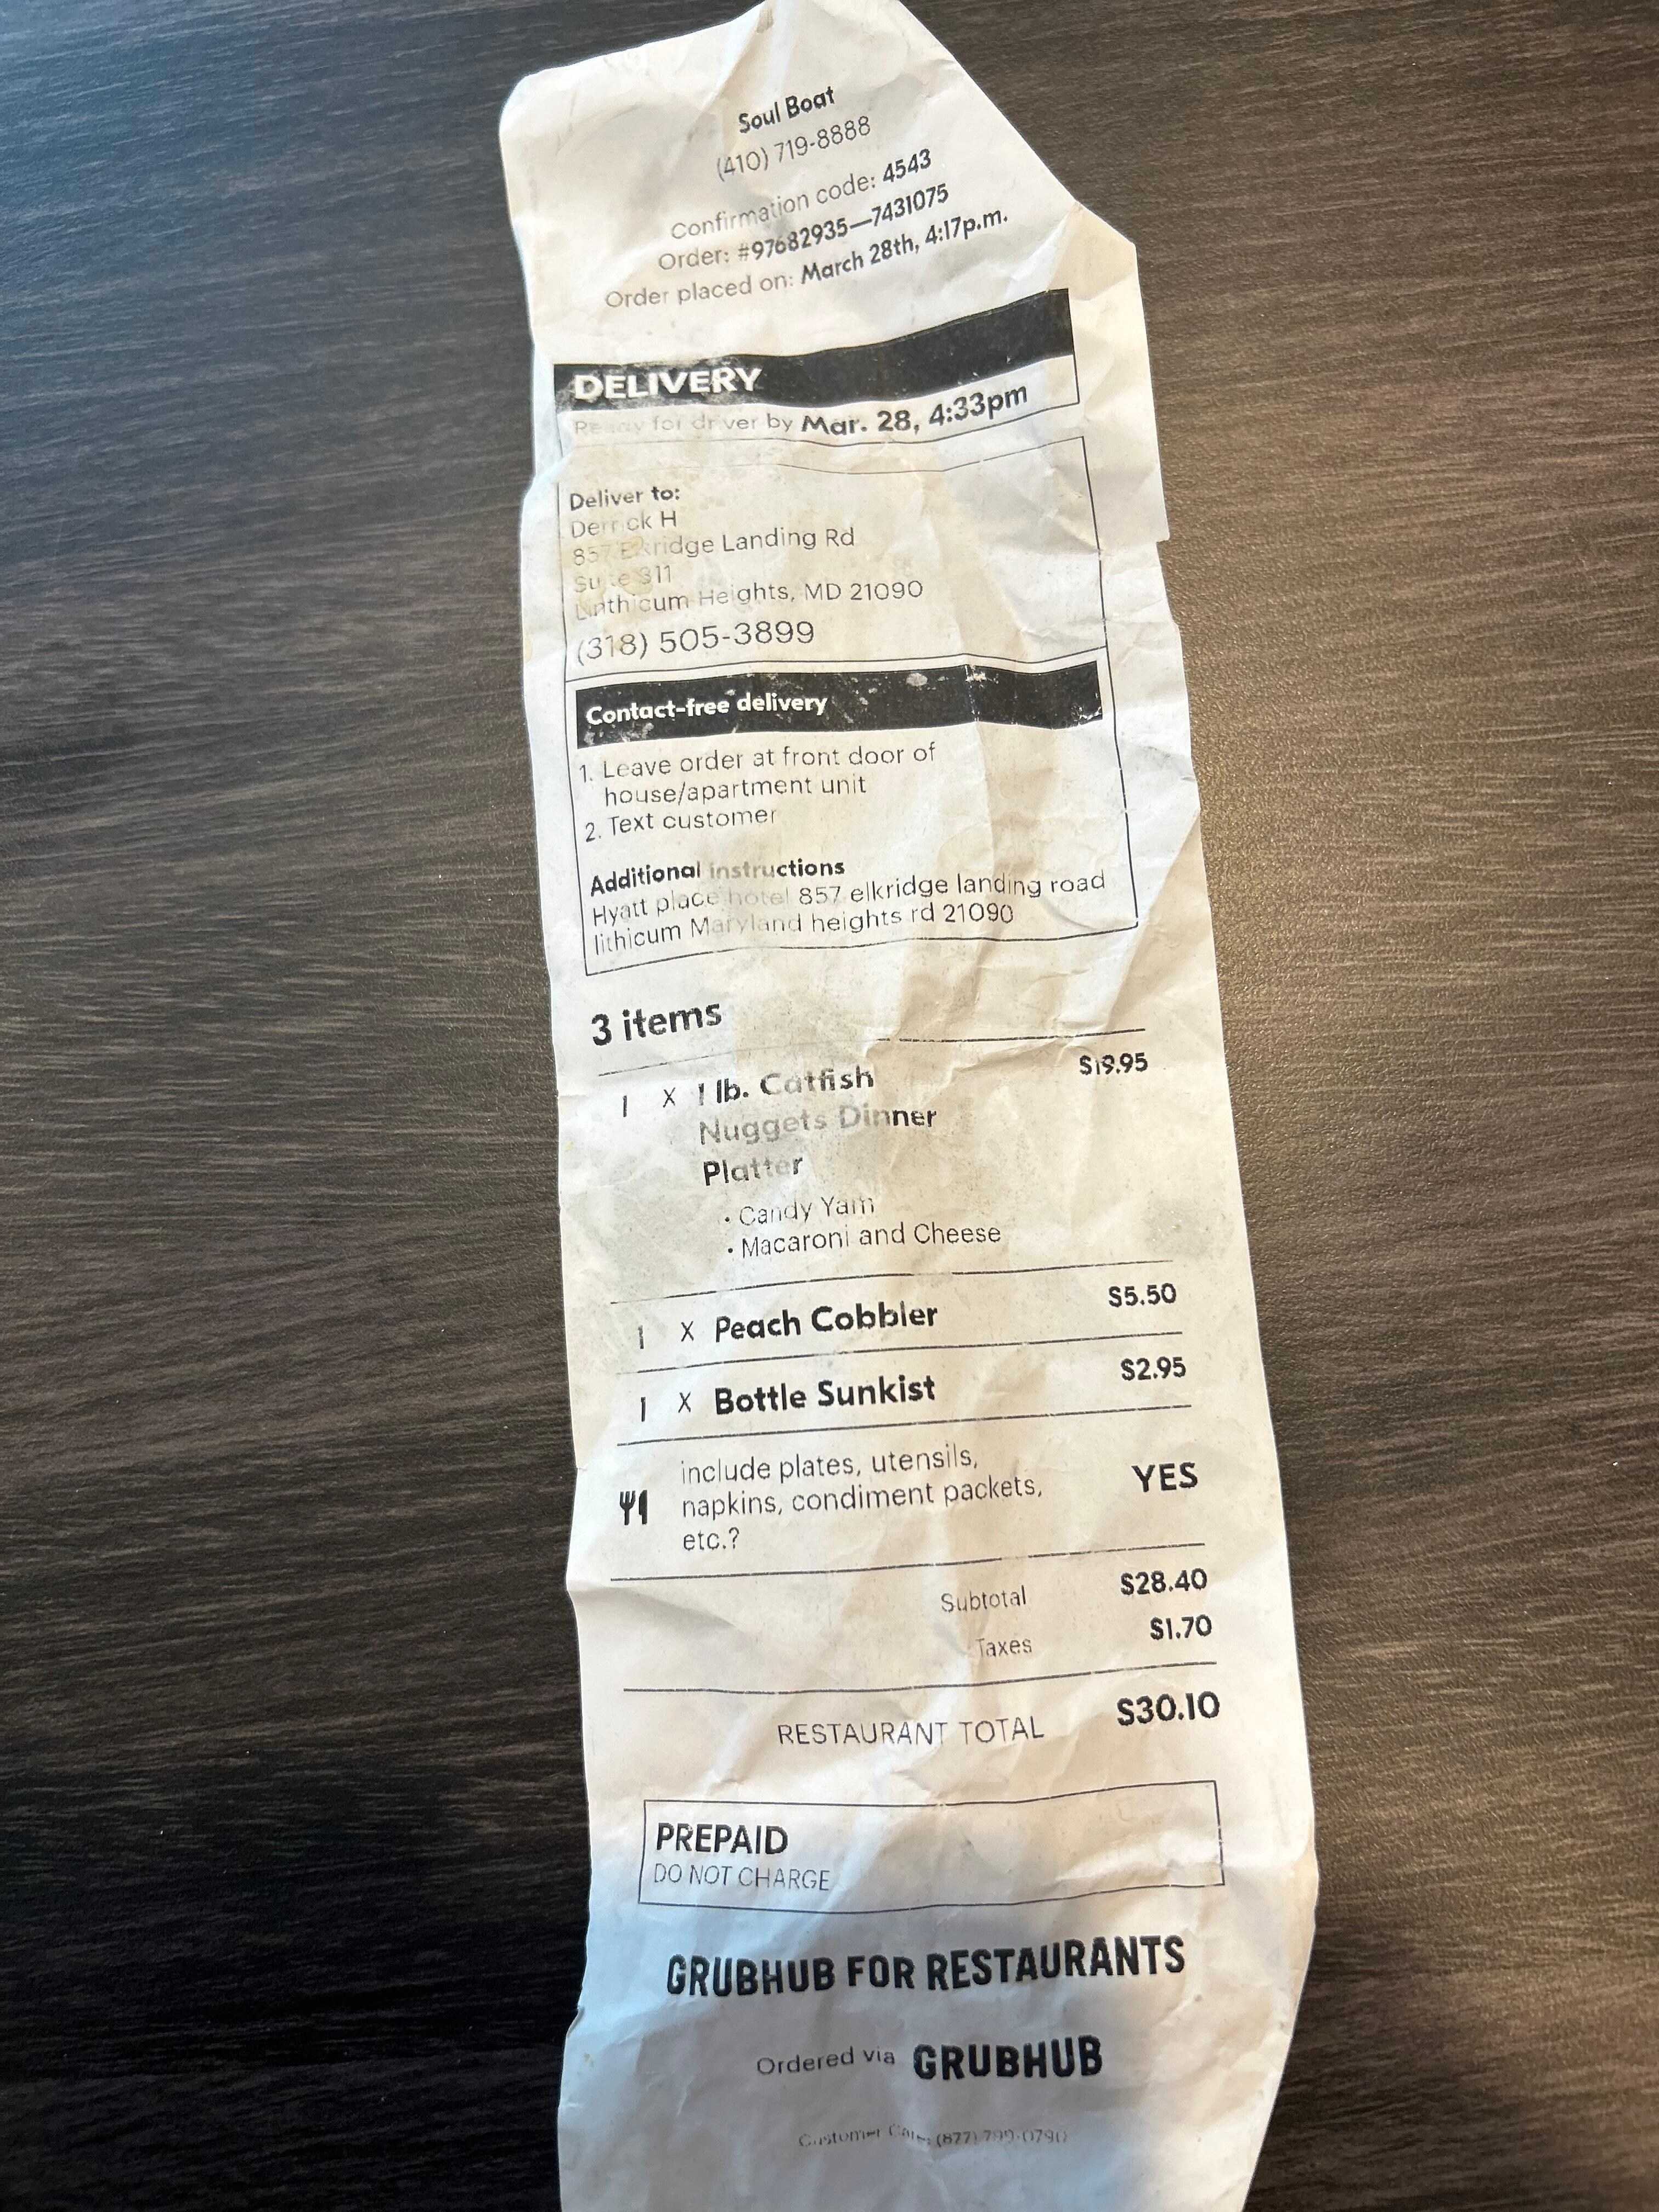 Soul Boat
(410) 719-8888
Confirmation code: 4543
Order: #97682935—7431075
Order placed on: March 28th, 4:17p.m.
DELIVERY
Ready for driver by Mar. 28, 4:33pm
Deliver to:
Derrick H
857 Elkridge Landing Rd
Suite 311
Linthicum Heights, MD 21090
(318) 505-3899
Contact-free delivery
1. Leave order at front door of
house/apartment unit
2. Text customer
Additional instructions
Hyatt place hotel 857 elkridge landing road
lithicum Maryland heights rd 21090
3 items
1 x 1 lb. Catfish $19.95
Nuggets Dinner
Platter
• Candy Yam
• Macaroni and Cheese
1 x Peach Cobbler $5.50
1 x Bottle Sunkist $2.95
include plates, utensils,
napkins, condiment packets, YES
etc.?
Subtotal $28.40
Taxes $1.70
RESTAURANT TOTAL $30.10
PREPAID
DO NOT CHARGE
GRUBHUB FOR RESTAURANTS
Ordered via GRUBHUB
Customer Care: (877) 799-0790